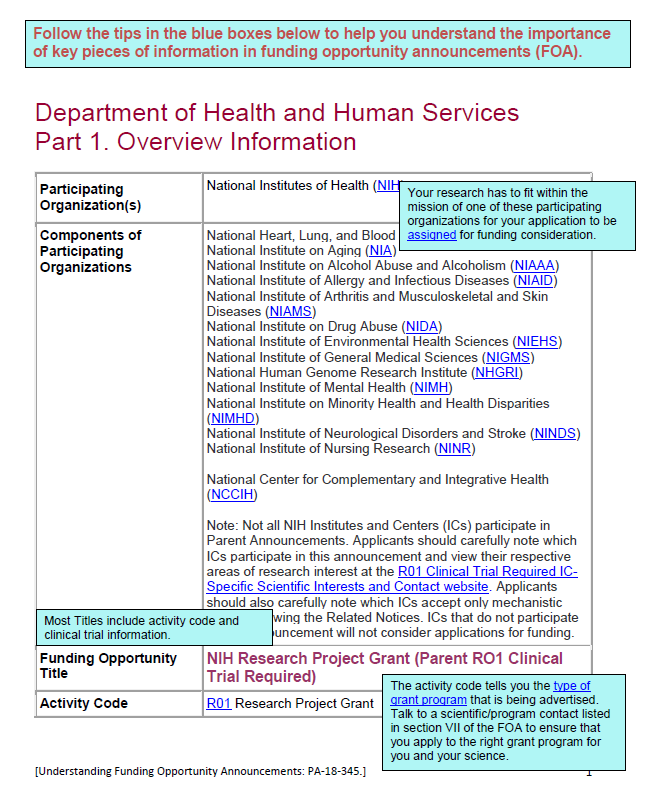 Follow the tips in the blue boxes below to help you understand the importance
of key pieces of information in funding opportunity announcements (FOA).
Department of Health and Human Services
Part 1. Overview Information
Participating
Organization(s)
National Institutes of Health (NIH
Your research has to fit within the
mission of one of these participating
organizations for your application to be
assigned for funding consideration.
Components of
Participating
Organizations
National Heart, Lung, and Blood
National Institute on Aging (NIA)
National Institute on Alcohol Abuse and Alcoholism (NIAAA)
National Institute of Allergy and Infectious Diseases (NIAID)
National Institute of Arthritis and Musculoskeletal and Skin
Diseases (NIAMS)
National Institute on Drug Abuse (NIDA)
National Institute of Environmental Health Sciences (NIEHS)
National Institute of General Medical Sciences (NIGMS)
National Human Genome Research Institute (NHGRI)
National Institute of Mental Health (NIMH)
National Institute on Minority Health and Health Disparities
(NIMHD)
National Institute of Neurological Disorders and Stroke (NINDS)
National Institute of Nursing Research (NINR)
National Center for Complementary and Integrative Health
(NCCIH)
Note: Not all NIH Institutes and Centers (ICs) participate in
Parent Announcements. Applicants should carefully note which
ICs participate in this announcement and view their respective
areas of research interest at the R01 Clinical Trial Required IC-
Specific Scientific Interests and Contact website. Applicants
should also carefully note which ICs accept only mechanistic
wing the Related Notices. ICs that do not participate
ouncement will not consider applications for funding.
Most Titles include activity code and
clinical trial information.
Funding Opportunity
Title
NIH Research Project Grant (Parent RO1 Clinical
Trial Required)
Activity Code
R01 Research Project Grant
The activity code tells you the type of
grant program that is being advertised.
Talk to a scientific/program contact listed
in section VII of the FOA to ensure that
you apply to the right grant program for
you and your science.
[Understanding Funding Opportunity Announcements: PA-18-345.]
1